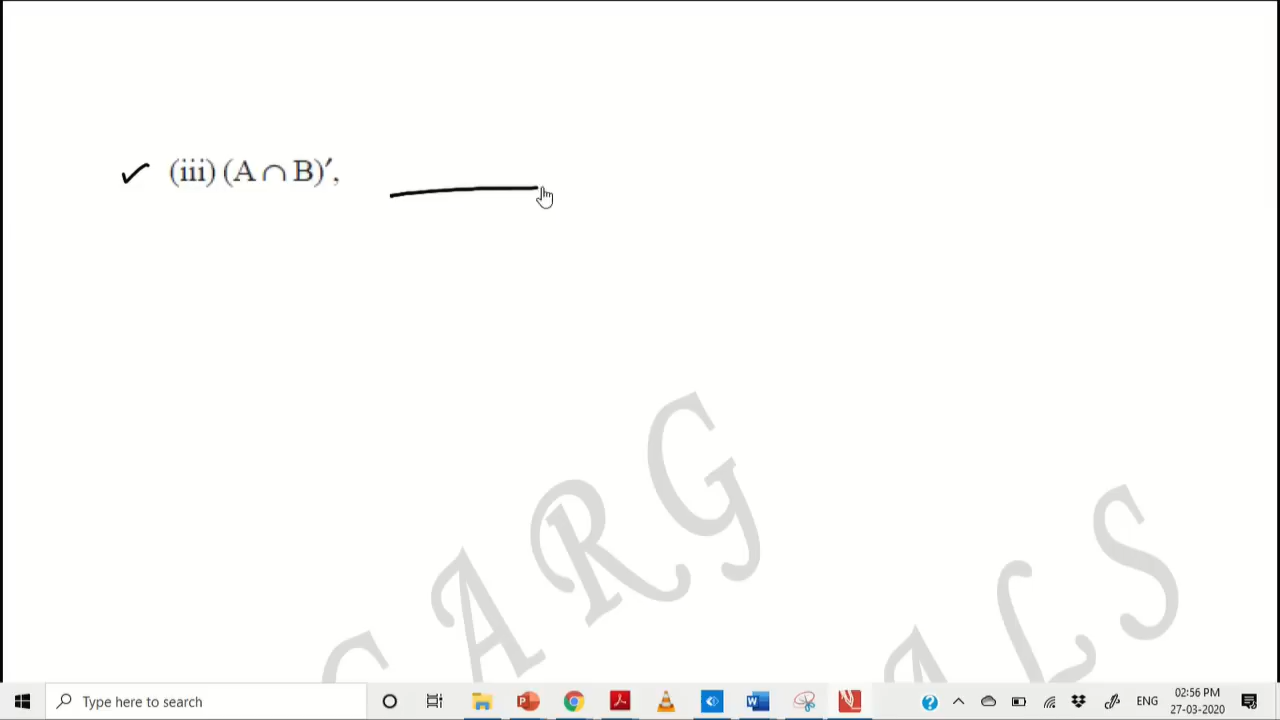 (iii) (A ∩ B)′,
GARG
ALS
Type here to search
ENG
02:56 PM
27-03-2020